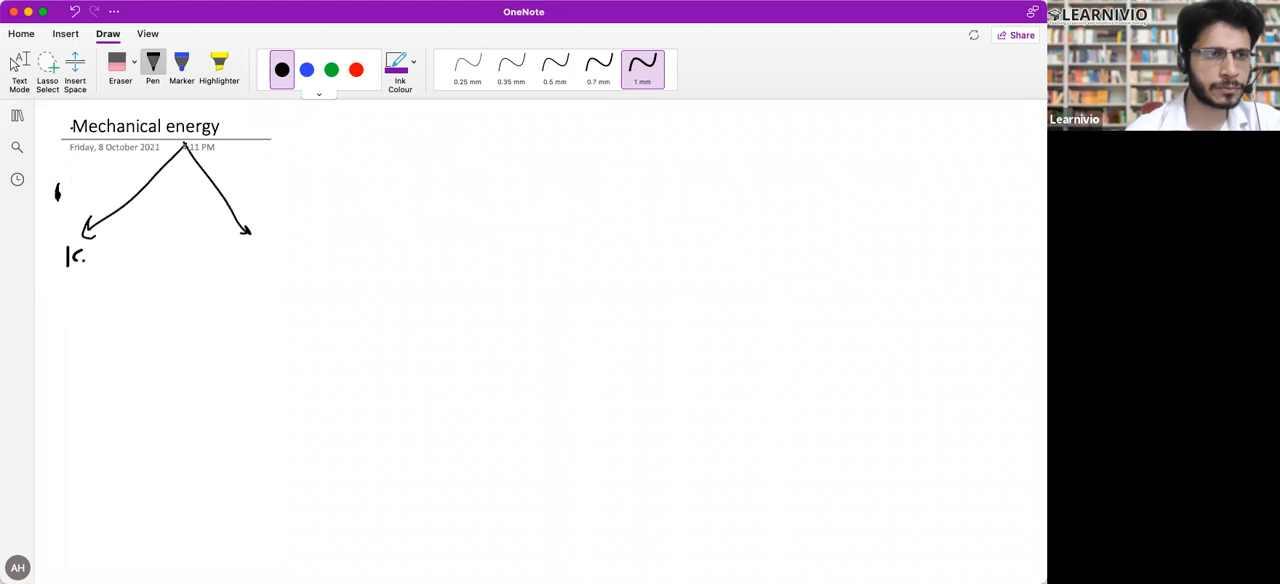 OneNote
Home Insert Draw View
Share
Text Mode
Lasso Select
Insert Space
Eraser
Pen
Marker
Highlighter
Ink Colour
0.25 mm
0.35 mm
0.5 mm
0.7 mm
1 mm
Mechanical energy
Friday, 8 October 2021 11 PM
K.
AH
LEARNIVIO
Learnivio